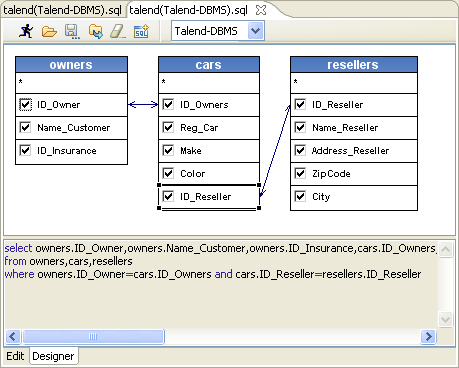 talend(Talend-DBMS).sql talend(Talend-DBMS).sql
SQL Talend-DBMS
owners cars resellers
* * *
ID_Owner ID_Owners ID_Reseller
Name_Customer Reg_Car Name_Reseller
ID_Insurance Make Address_Reseller
Color ZipCode
ID_Reseller City
select owners.ID_Owner,owners.Name_Customer,owners.ID_Insurance,cars.ID_Owners,
from owners,cars,resellers
where owners.ID_Owner=cars.ID_Owners and cars.ID_Reseller=resellers.ID_Reseller
Edit Designer